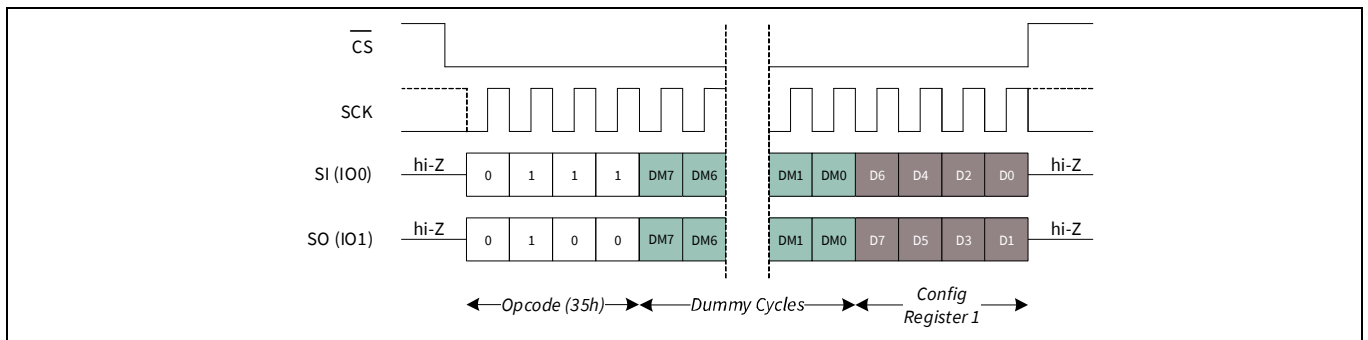 CS
SCK
SI (IO0) hi-Z 0 1 1 1 DM7 DM6 DM1 DM0 D6 D4 D2 D0 hi-Z
SO (IO1) hi-Z 0 1 0 0 DM7 DM6 DM1 DM0 D7 D5 D3 D1 hi-Z
Opcode (35h) Dummy Cycles Config
Register 1